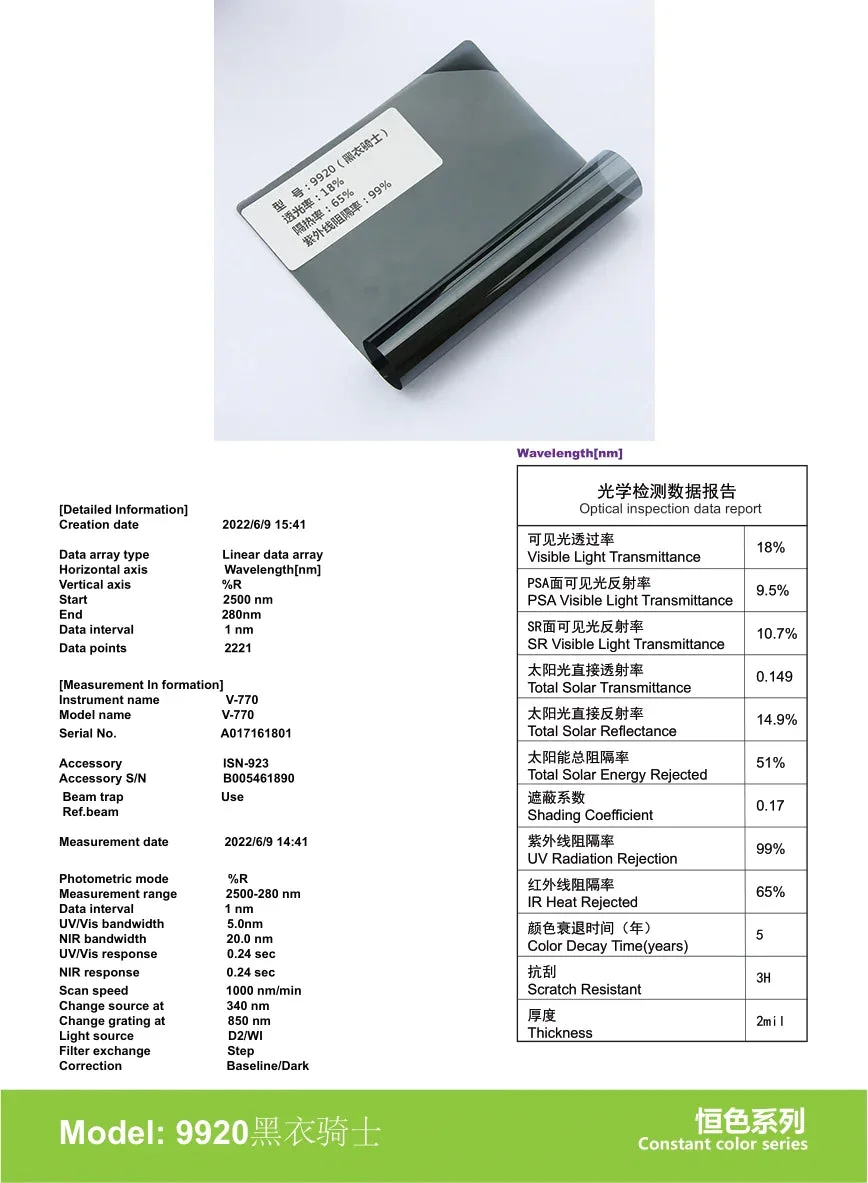 型 号：9920（黑衣骑士）
透光率：18%
隔热率：65%
紫外线阻隔率：99%
[Detailed Information]
Creation date 2022/6/9 15:41
Data array type Linear data array
Horizontal axis Wavelength[nm]
Vertical axis %R
Start 2500 nm
End 280nm
Data interval 1 nm
Data points 2221
[Measurement In formation]
Instrument name V-770
Model name V-770
Serial No. A017161801
Accessory ISN-923
Accessory S/N B005461890
Beam trap Use
Ref.beam
Measurement date 2022/6/9 14:41
Photometric mode %R
Measurement range 2500-280 nm
Data interval 1 nm
UV/Vis bandwidth 5.0nm
NIR bandwidth 20.0 nm
UV/Vis response 0.24 sec
NIR response 0.24 sec
Scan speed 1000 nm/min
Change source at 340 nm
Change grating at 850 nm
Light source D2/WI
Filter exchange Step
Correction Baseline/Dark
Wavelength[nm]
光学检测数据报告
Optical inspection data report
可见光透过率
Visible Light Transmittance 18%
PSA面可见光反射率
PSA Visible Light Transmittance 9.5%
SR面可见光反射率
SR Visible Light Transmittance 10.7%
太阳光直接透射率
Total Solar Transmittance 0.149
太阳光直接反射率
Total Solar Reflectance 14.9%
太阳能总阻隔率
Total Solar Energy Rejected 51%
遮蔽系数
Shading Coefficient 0.17
紫外线阻隔率
UV Radiation Rejection 99%
红外线阻隔率
IR Heat Rejected 65%
颜色衰退时间（年）
Color Decay Time(years) 5
抗刮
Scratch Resistant 3H
厚度
Thickness 2mil
Model: 9920黑衣骑士
恒色系列
Constant color series